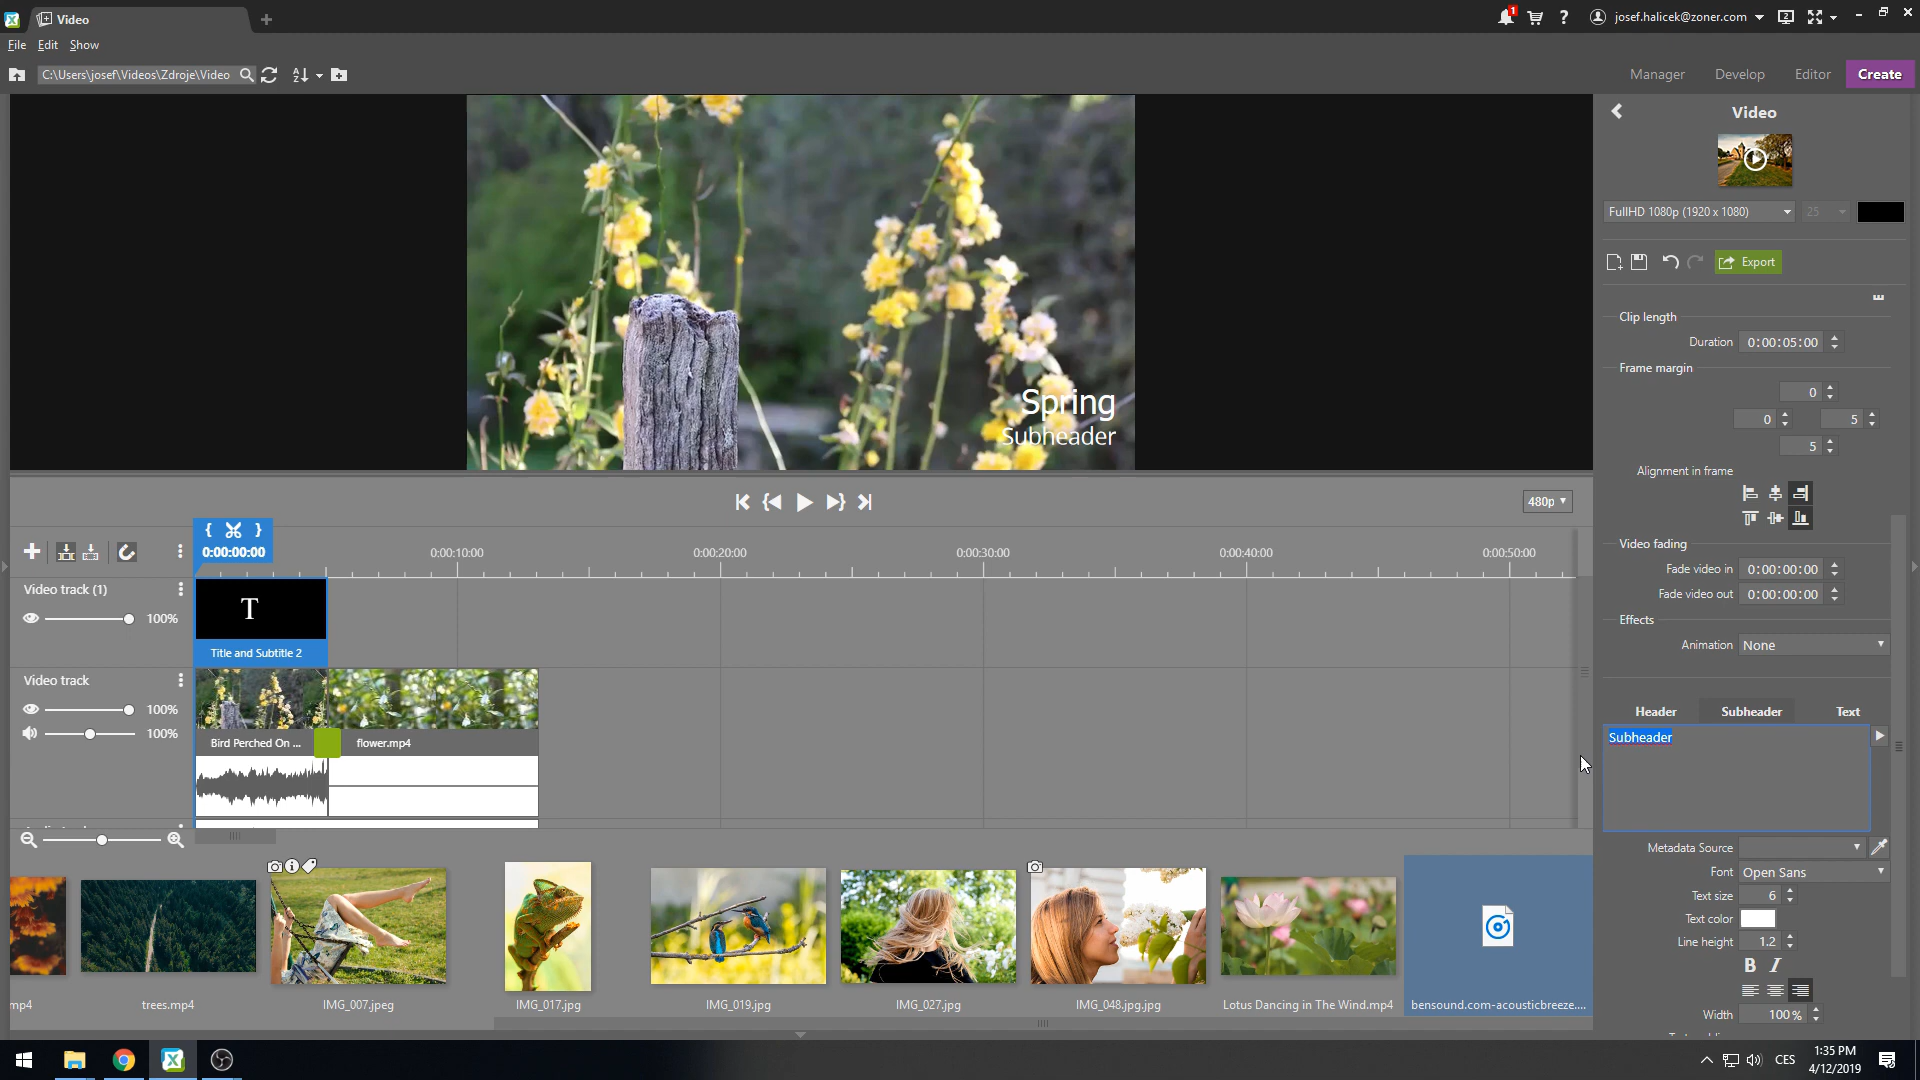 Video
1
josef.halicek@zoner.com
2
File Edit Show
C:\Users\josef\Videos\Zdroje\Video
Manager Develop Editor Create
Video
FullHD 1080p (1920 x 1080) 25
Export
Clip length
Duration 0:00:05:00
Frame margin
0
0 5
5
Alignment in frame
Video fading
Fade video in 0:00:00:00
Fade video out 0:00:00:00
Effects
Animation None
Header Subheader Text
Subheader
Metadata Source
Font Open Sans
Text size 6
Text color
Line height 1.2
B I
Width 100%
Spring
Subheader
480p
0:00:00:00 0:00:10:00 0:00:20:00 0:00:30:00 0:00:40:00 0:00:50:00
Video track (1)
100%
T
Title and Subtitle 2
Video track
100%
100%
Bird Perched On ... flower.mp4
mp4 trees.mp4 IMG_007.jpeg IMG_017.jpg IMG_019.jpg IMG_027.jpg IMG_048.jpg.jpg Lotus Dancing in The Wind.mp4 bensound.com-acousticbreeze....
CES
1:35 PM
4/12/2019